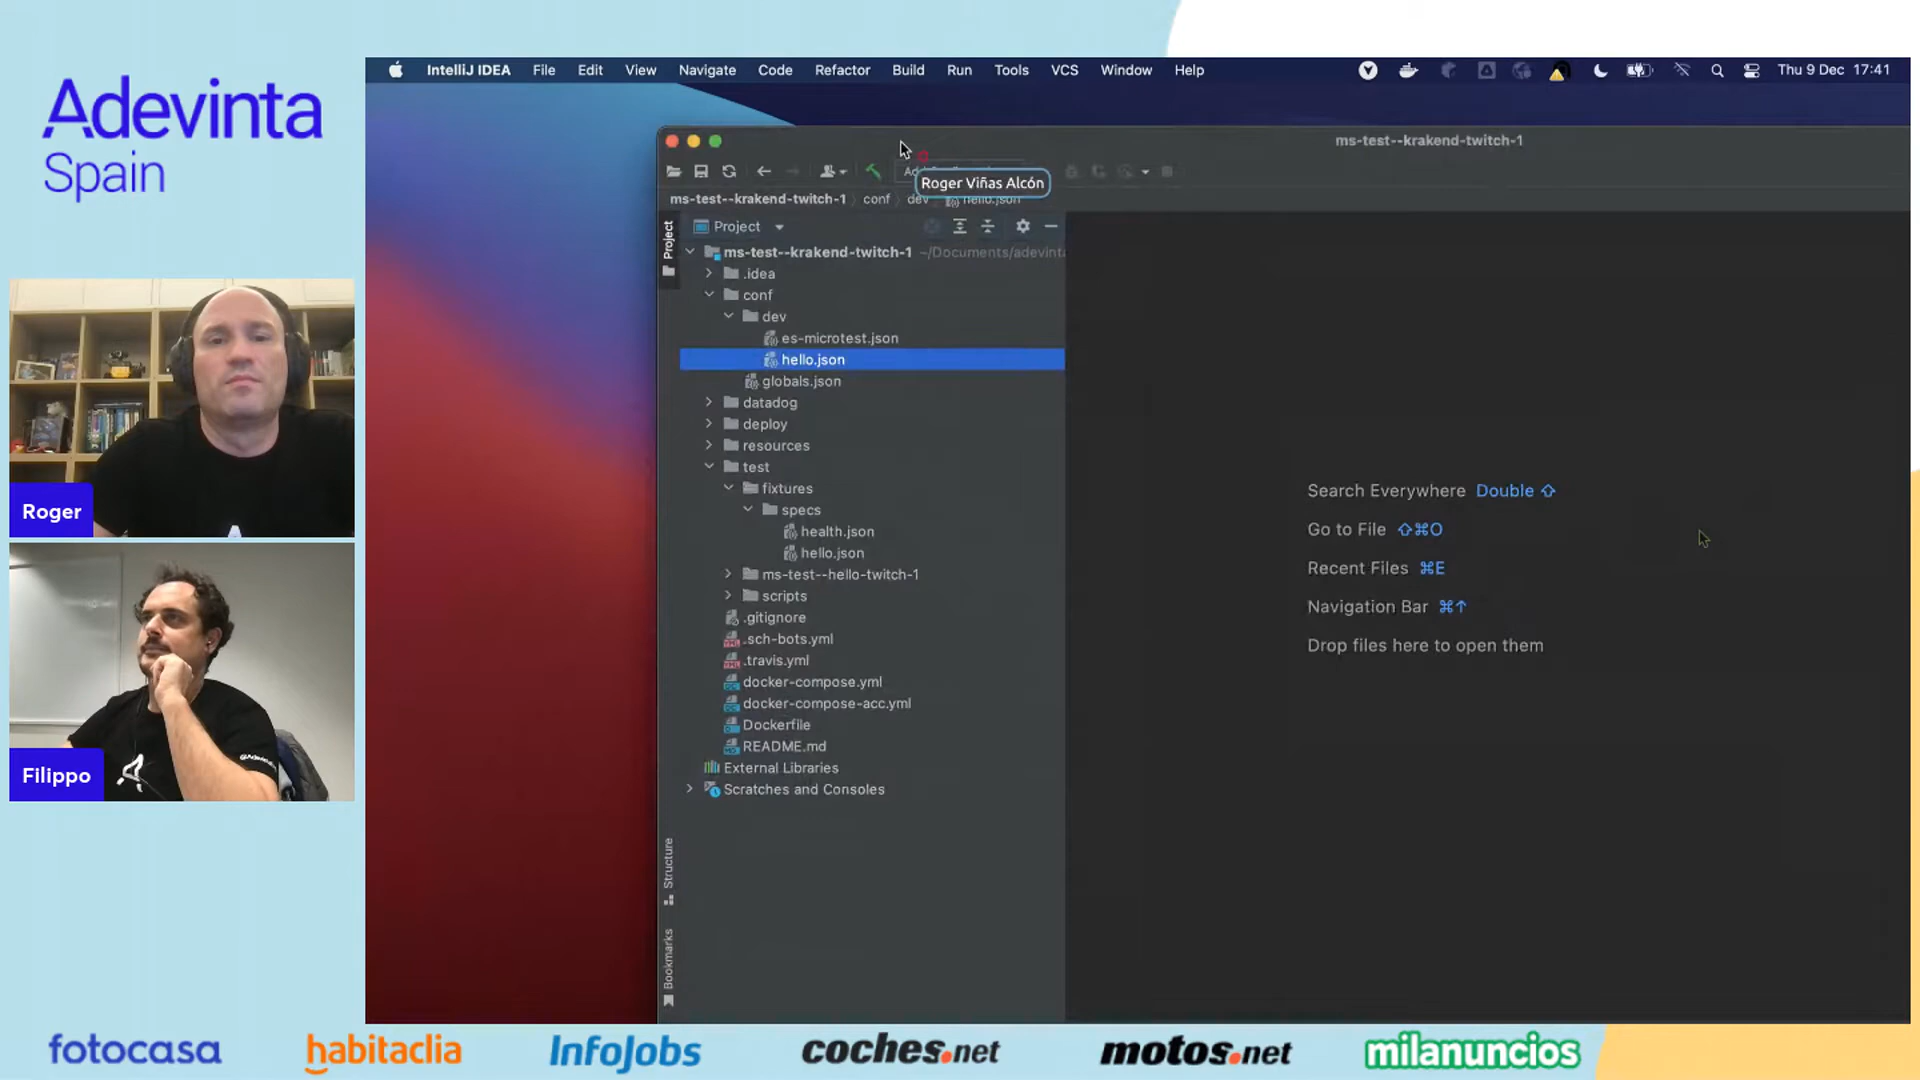 Adevinta
Spain
Roger
Filippo
IntelliJ IDEA File Edit View Navigate Code Refactor Build Run Tools VCS Window Help
Thu 9 Dec 17:41
ms-test--krakend-twitch-1
Roger Viñas Alcón
ms-test--krakend-twitch-1 conf dev hello.json
Project
Project
ms-test--krakend-twitch-1 ~/Documents/adevinta
.idea
conf
dev
es-microtest.json
hello.json
globals.json
datadog
deploy
resources
test
fixtures
specs
health.json
hello.json
ms-test--hello-twitch-1
scripts
.gitignore
.sch-bots.yml
.travis.yml
docker-compose.yml
docker-compose-acc.yml
Dockerfile
README.md
External Libraries
Scratches and Consoles
Structure
Bookmarks
Search Everywhere Double ⇧
Go to File ⇧⌘O
Recent Files ⌘E
Navigation Bar ⌘↑
Drop files here to open them
fotocasa habitaclia InfoJobs coches.net motos.net milanuncios